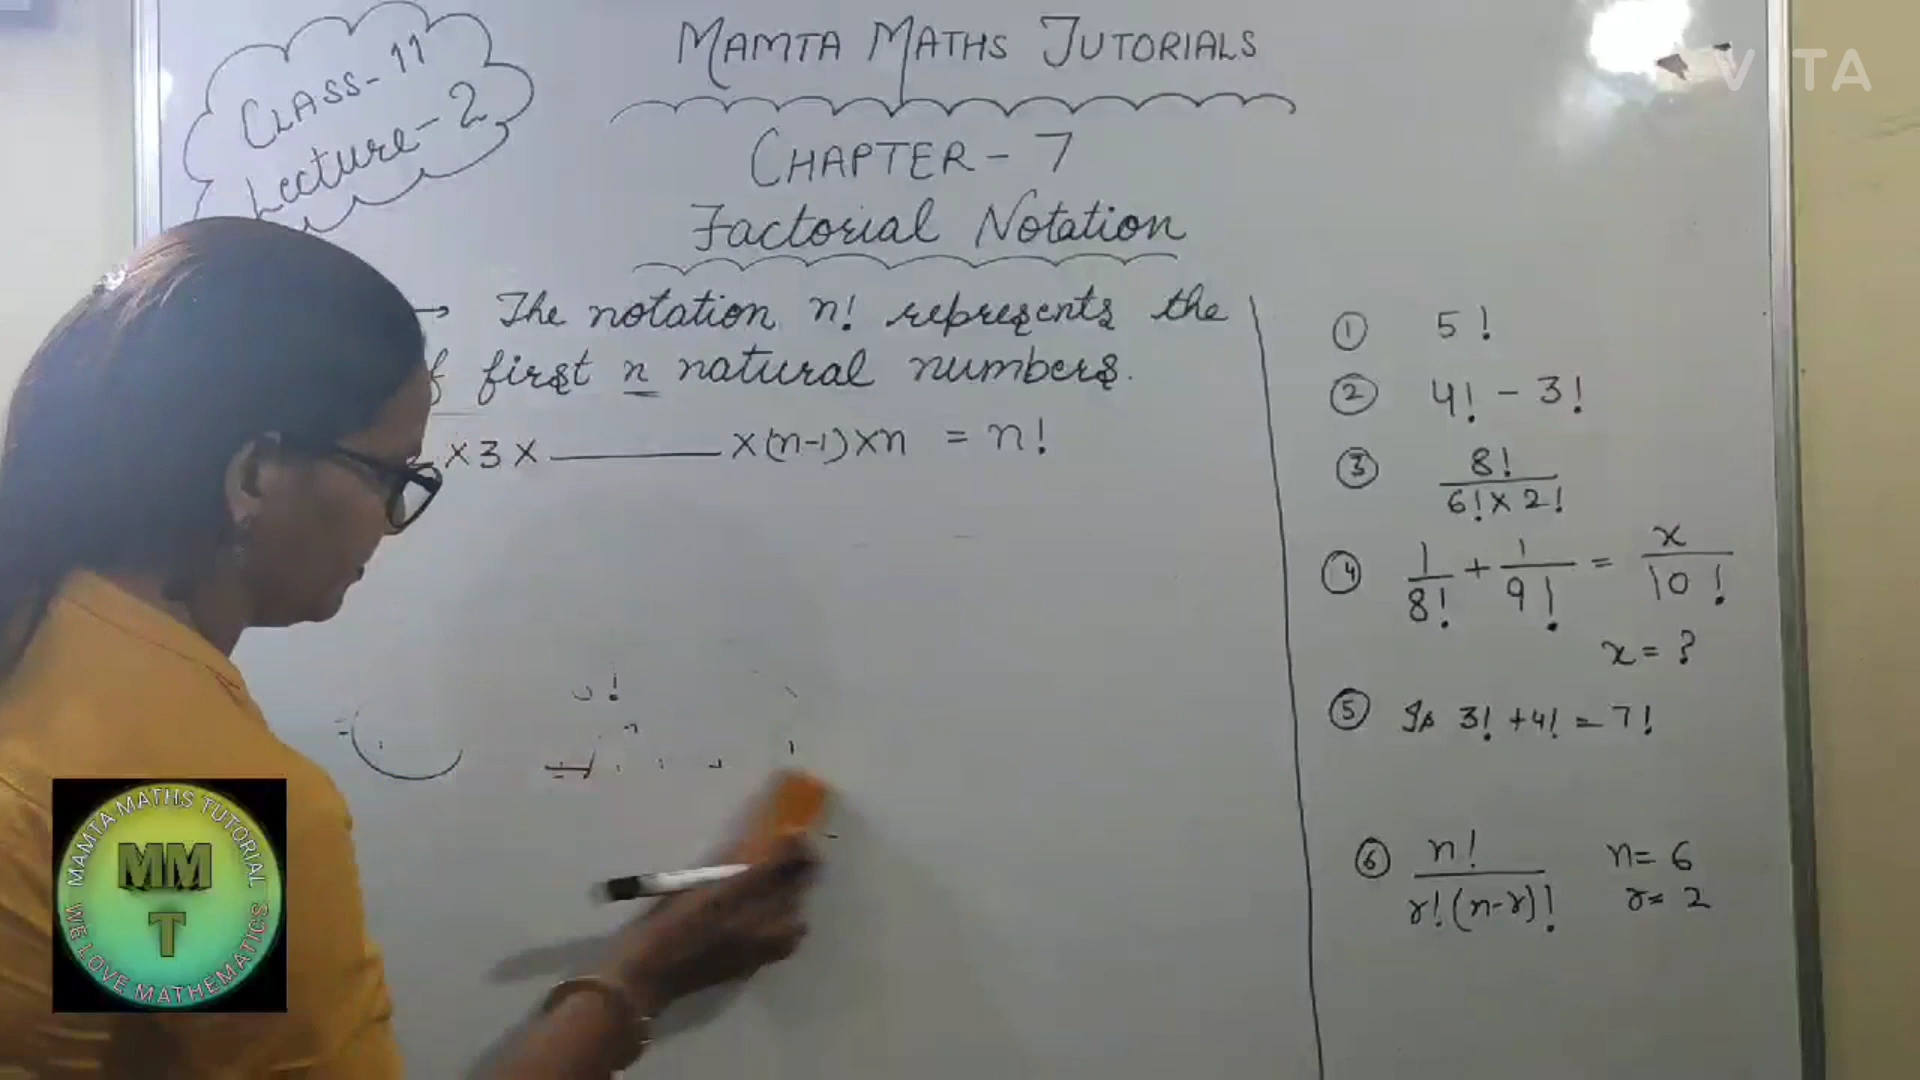 CLASS-11
Lecture-2
MAMTA MATHS TUTORIALS
VITA
CHAPTER-7
Factorial Notation
→ The notation n! represents the
f first n natural numbers.
×3× ______ ×(n-1)×n = n!
① 5!
② 4! - 3!
③ 8!/6!×2!
④ 1/8! + 1/9! = x/10!
x = ?
⑤ Is 3! + 4! = 7!
⑥ n!/r!(n-r)! n=6
r=2
MAMTA MATHS TUTORIAL
MM
T
WE LOVE MATHEMATICS